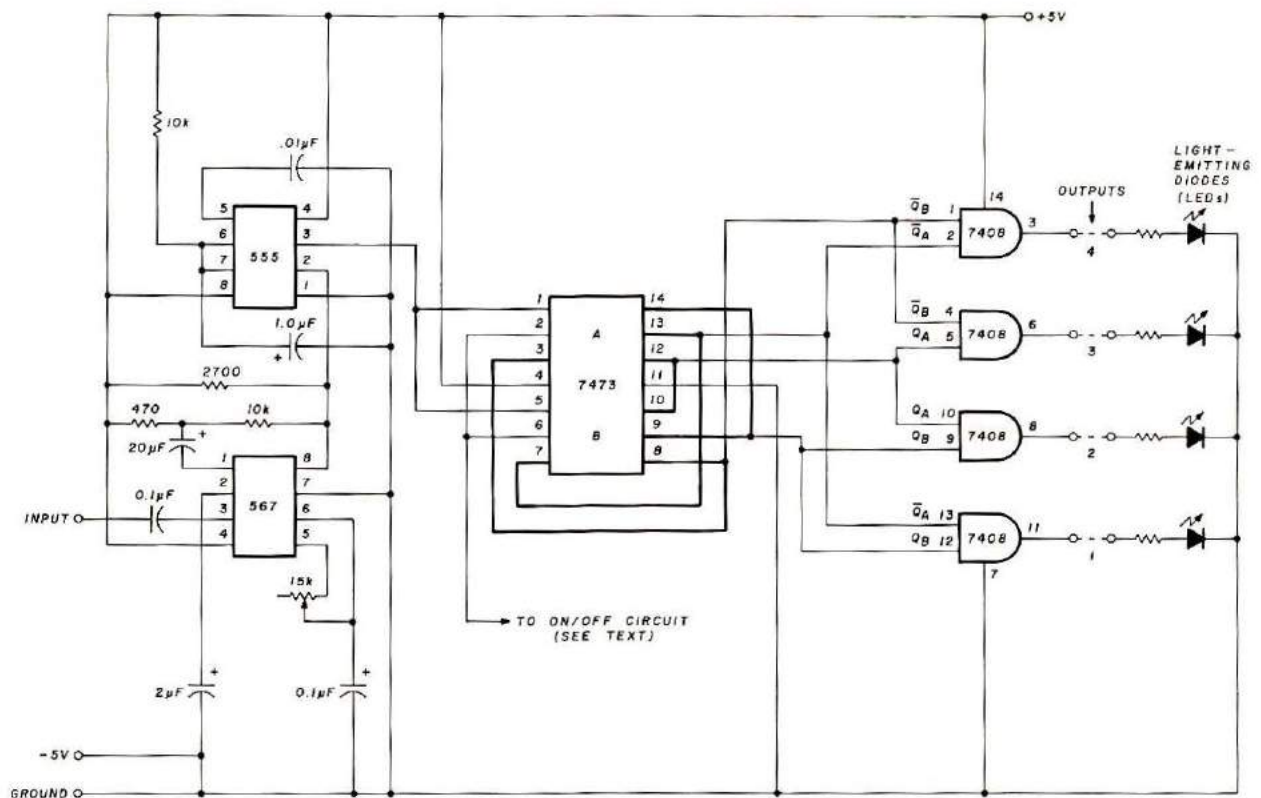 +5V
10k
.01µF
5 4
6 3
555
7 2
8 1
1.0µF
+
2700
470
10k
20µF
+
1 8
2 7
567
3 6
4 5
0.1µF
INPUT
15k
2µF
+
0.1µF
+
-5V
GROUND
1 14
2 A 13
3 12
4 7473 11
5 10
6 B 9
7 8
TO ON/OFF CIRCUIT
(SEE TEXT)
LIGHT-
EMITTING
DIODES
(LEDs)
OUTPUTS
14
Q̅B 1
Q̅A 2
7408
3
4
Q̅B 4
QA 5
7408
6
3
QA 10
QB 9
7408
8
2
Q̅A 13
QB 12
7408
11
1
7